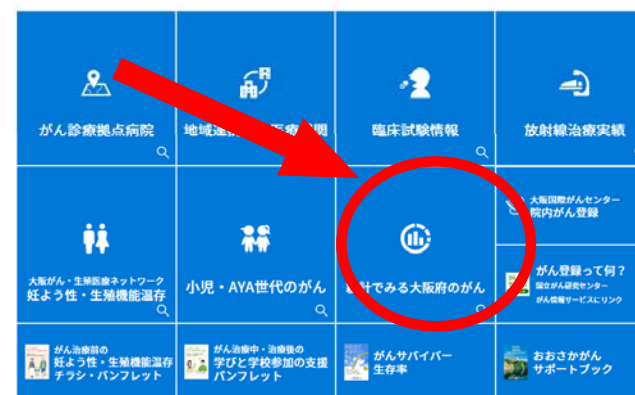 がん診療拠点病院
地域連
臨床試験情報
放射線治療実績
大阪がん・生殖医療ネットワーク
妊よう性・生殖機能温存
小児・AYA世代のがん
計でみる大阪府のがん
大阪国際がんセンター
院内がん登録
がん登録って何？
国立がん研究センター
がん情報サービスにリンク
がん治療前の
妊よう性・生殖機能温存
チラシ・パンフレット
がん治療中・治療後の
学びと学校参加の支援
パンフレット
がんサバイバー
生存率
おおさかがん
サポートブック